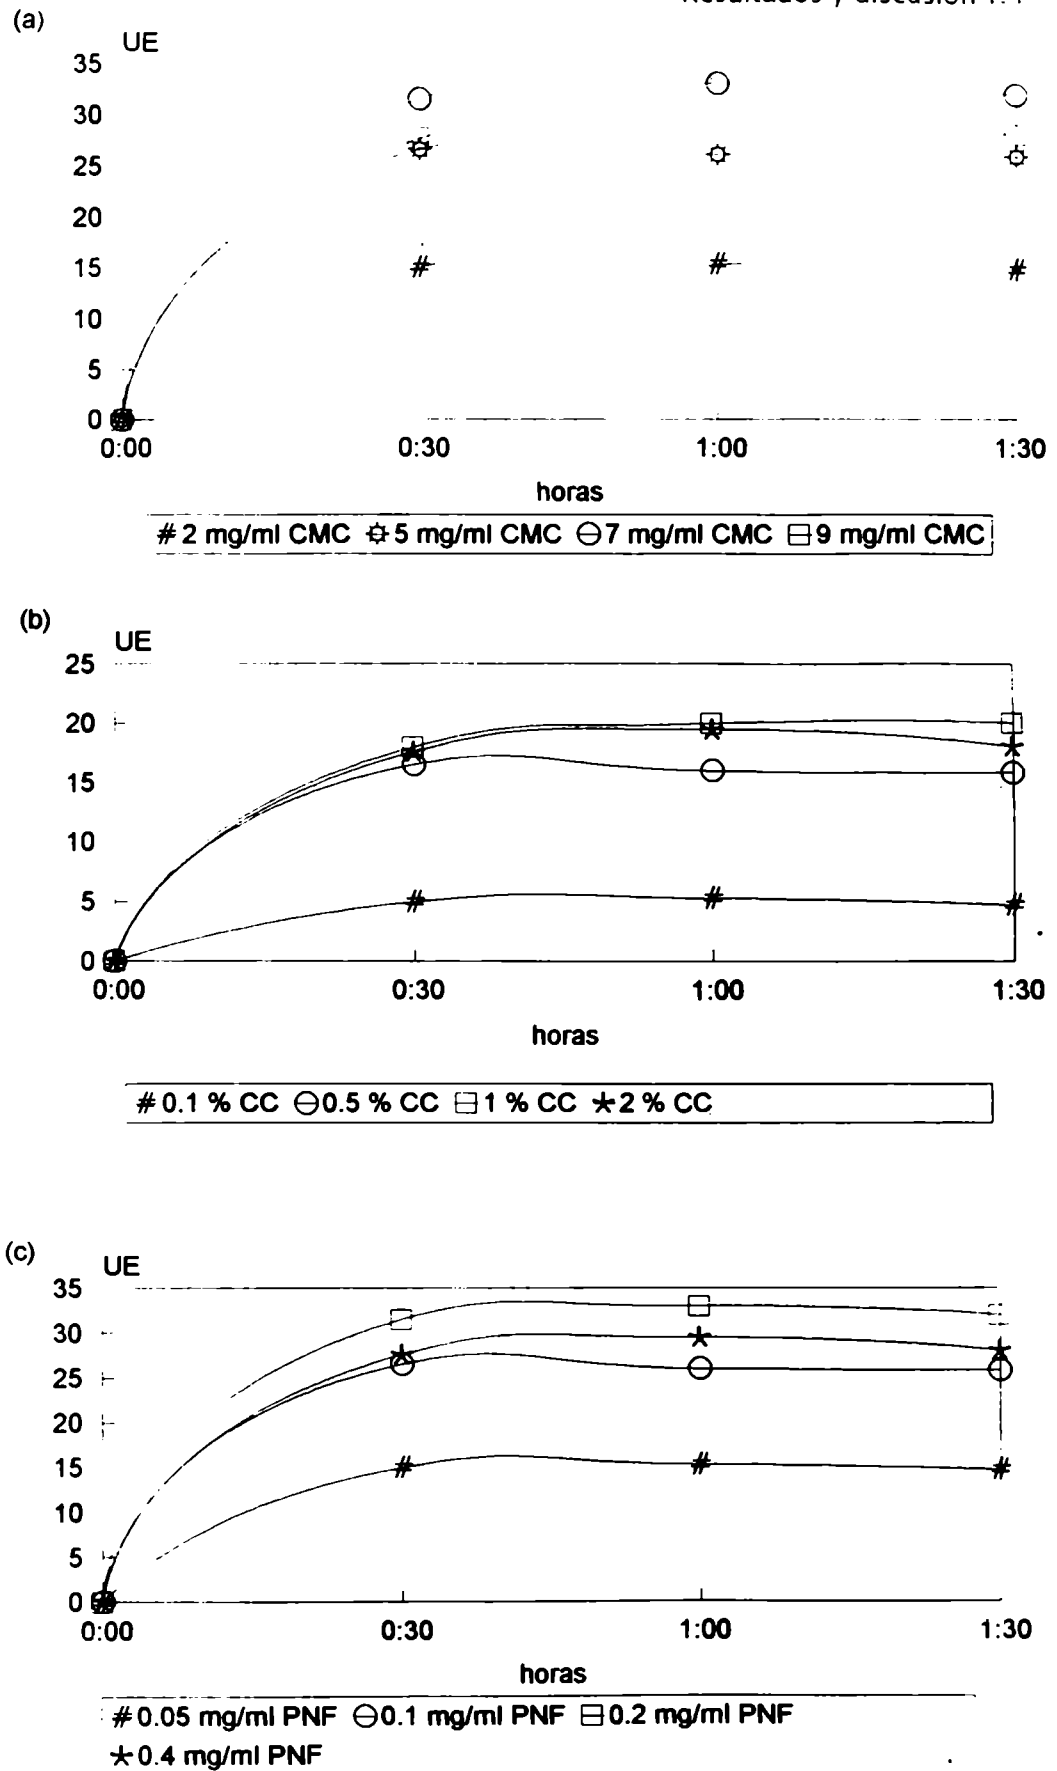 (a)
UE
35
30
25
20
15
10
5
0
0:00 0:30 1:00 1:30
horas
# 2 mg/ml CMC 5 mg/ml CMC 7 mg/ml CMC 9 mg/ml CMC
(b)
UE
25
20
15
10
5
0
0:00 0:30 1:00 1:30
horas
# 0.1 % CC 0.5 % CC 1 % CC ★ 2 % CC
(c)
UE
35
30
25
20
15
10
5
0
0:00 0:30 1:00 1:30
horas
# 0.05 mg/ml PNF 0.1 mg/ml PNF 0.2 mg/ml PNF
★ 0.4 mg/ml PNF